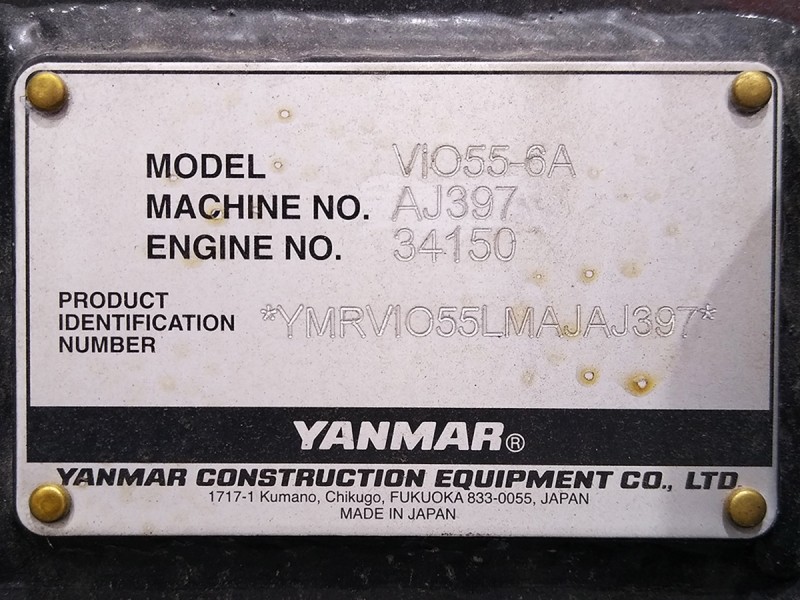 MODEL VIO55-6A
MACHINE NO. AJ397
ENGINE NO. 34150
PRODUCT
IDENTIFICATION
NUMBER
*YMRVIO55LMAJAJ397*
YANMAR®
YANMAR CONSTRUCTION EQUIPMENT CO., LTD.
1717-1 Kumano, Chikugo, FUKUOKA 833-0055, JAPAN
MADE IN JAPAN